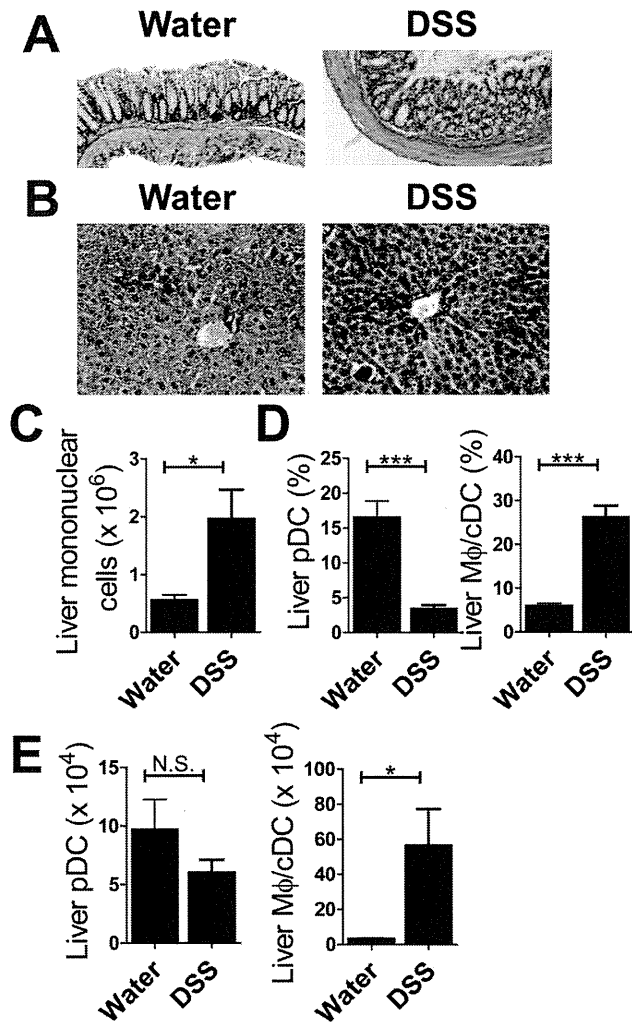 A
Water
DSS
B
Water
DSS
C
Liver mononuclear
cells (x 10⁶)
3
2
1
0
*
Water
DSS
D
Liver pDC (%)
25
20
15
10
5
0
***
Water
DSS
Liver Mϕ/cDC (%)
40
30
20
10
0
***
Water
DSS
E
Liver pDC (x 10⁴)
15
10
5
0
N.S.
Water
DSS
Liver Mϕ/cDC (x 10⁴)
100
80
60
40
20
0
*
Water
DSS